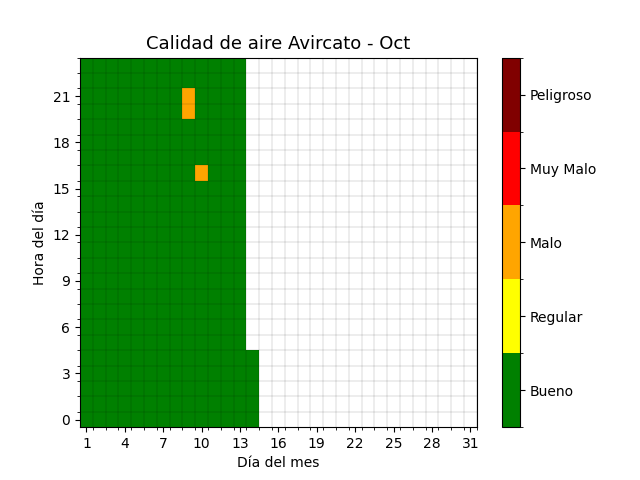 Calidad de aire Avircato - Oct
Hora del día
21
18
15
12
9
6
3
0
1 4 7 10 13 16 19 22 25 28 31
Día del mes
Peligroso
Muy Malo
Malo
Regular
Bueno